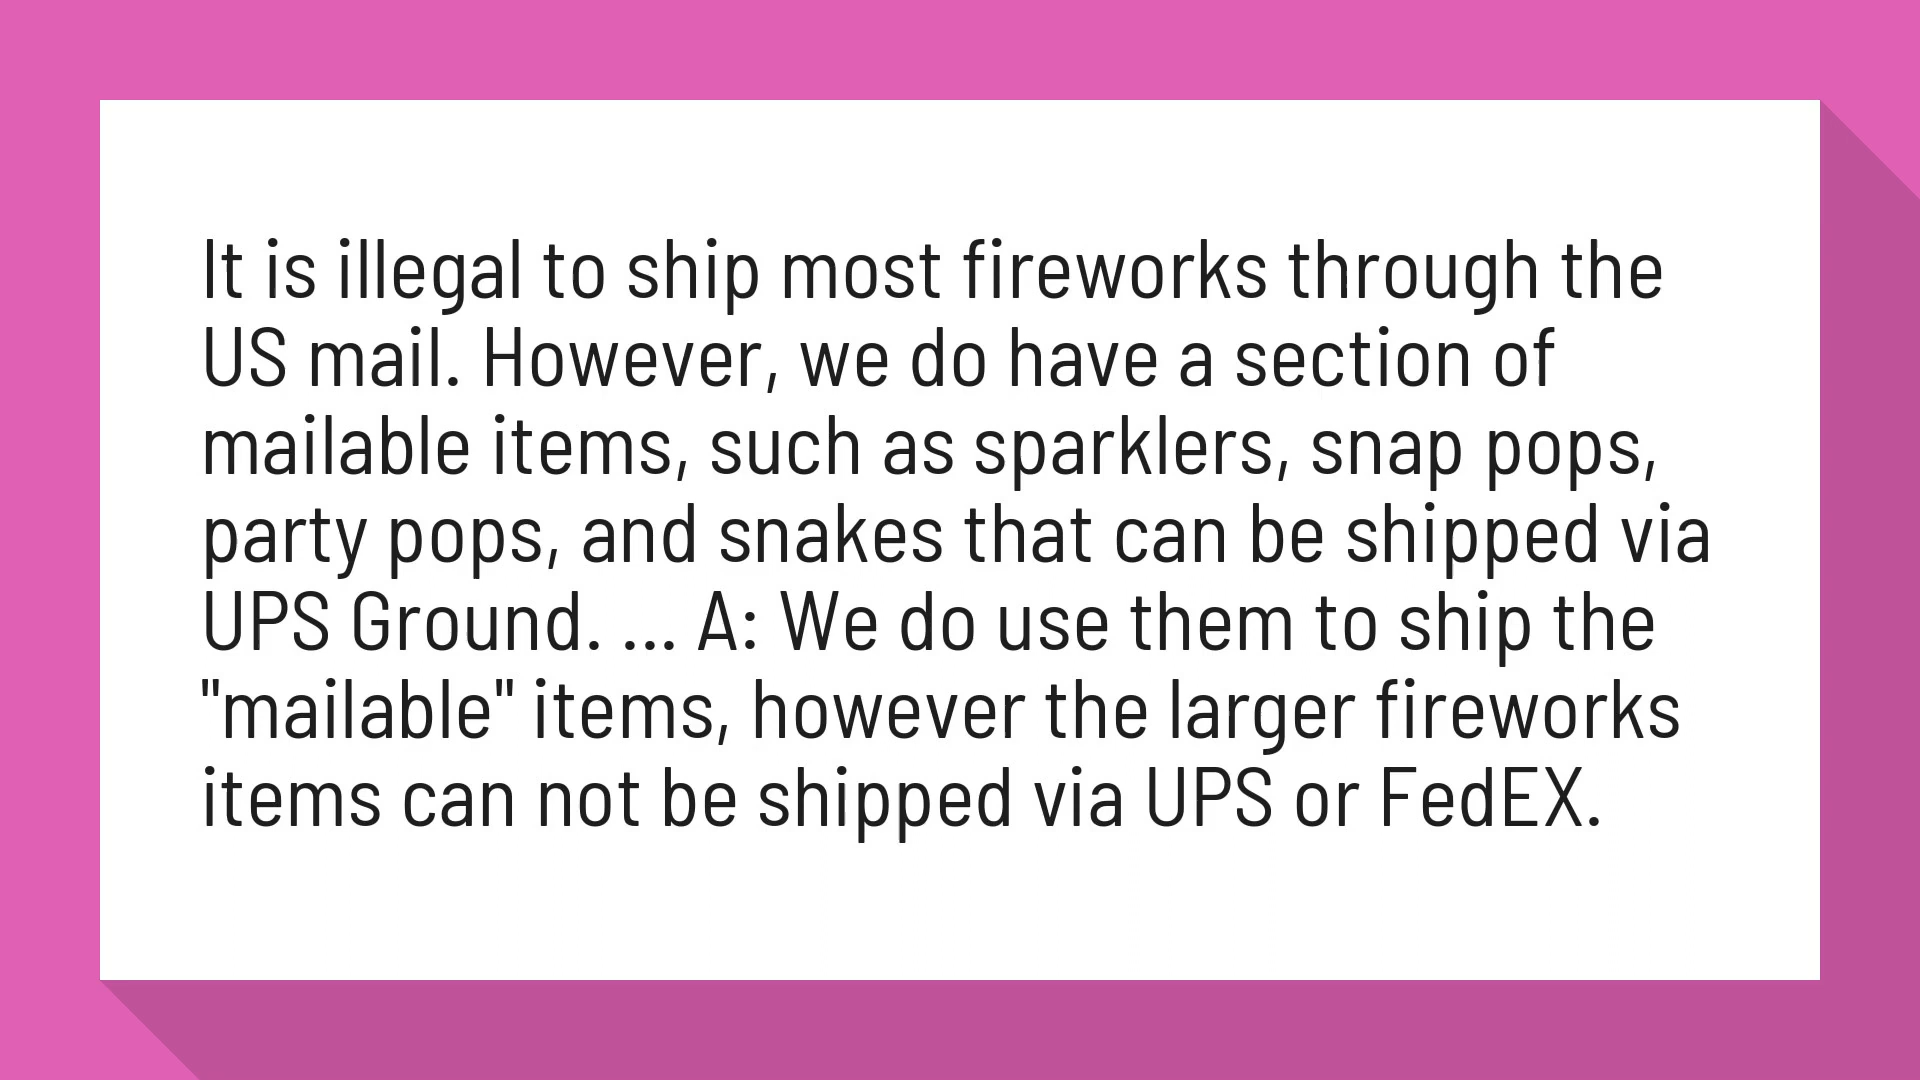 It is illegal to ship most fireworks through the
US mail. However, we do have a section of
mailable items, such as sparklers, snap pops,
party pops, and snakes that can be shipped via
UPS Ground. ... A: We do use them to ship the
"mailable" items, however the larger fireworks
items can not be shipped via UPS or FedEX.